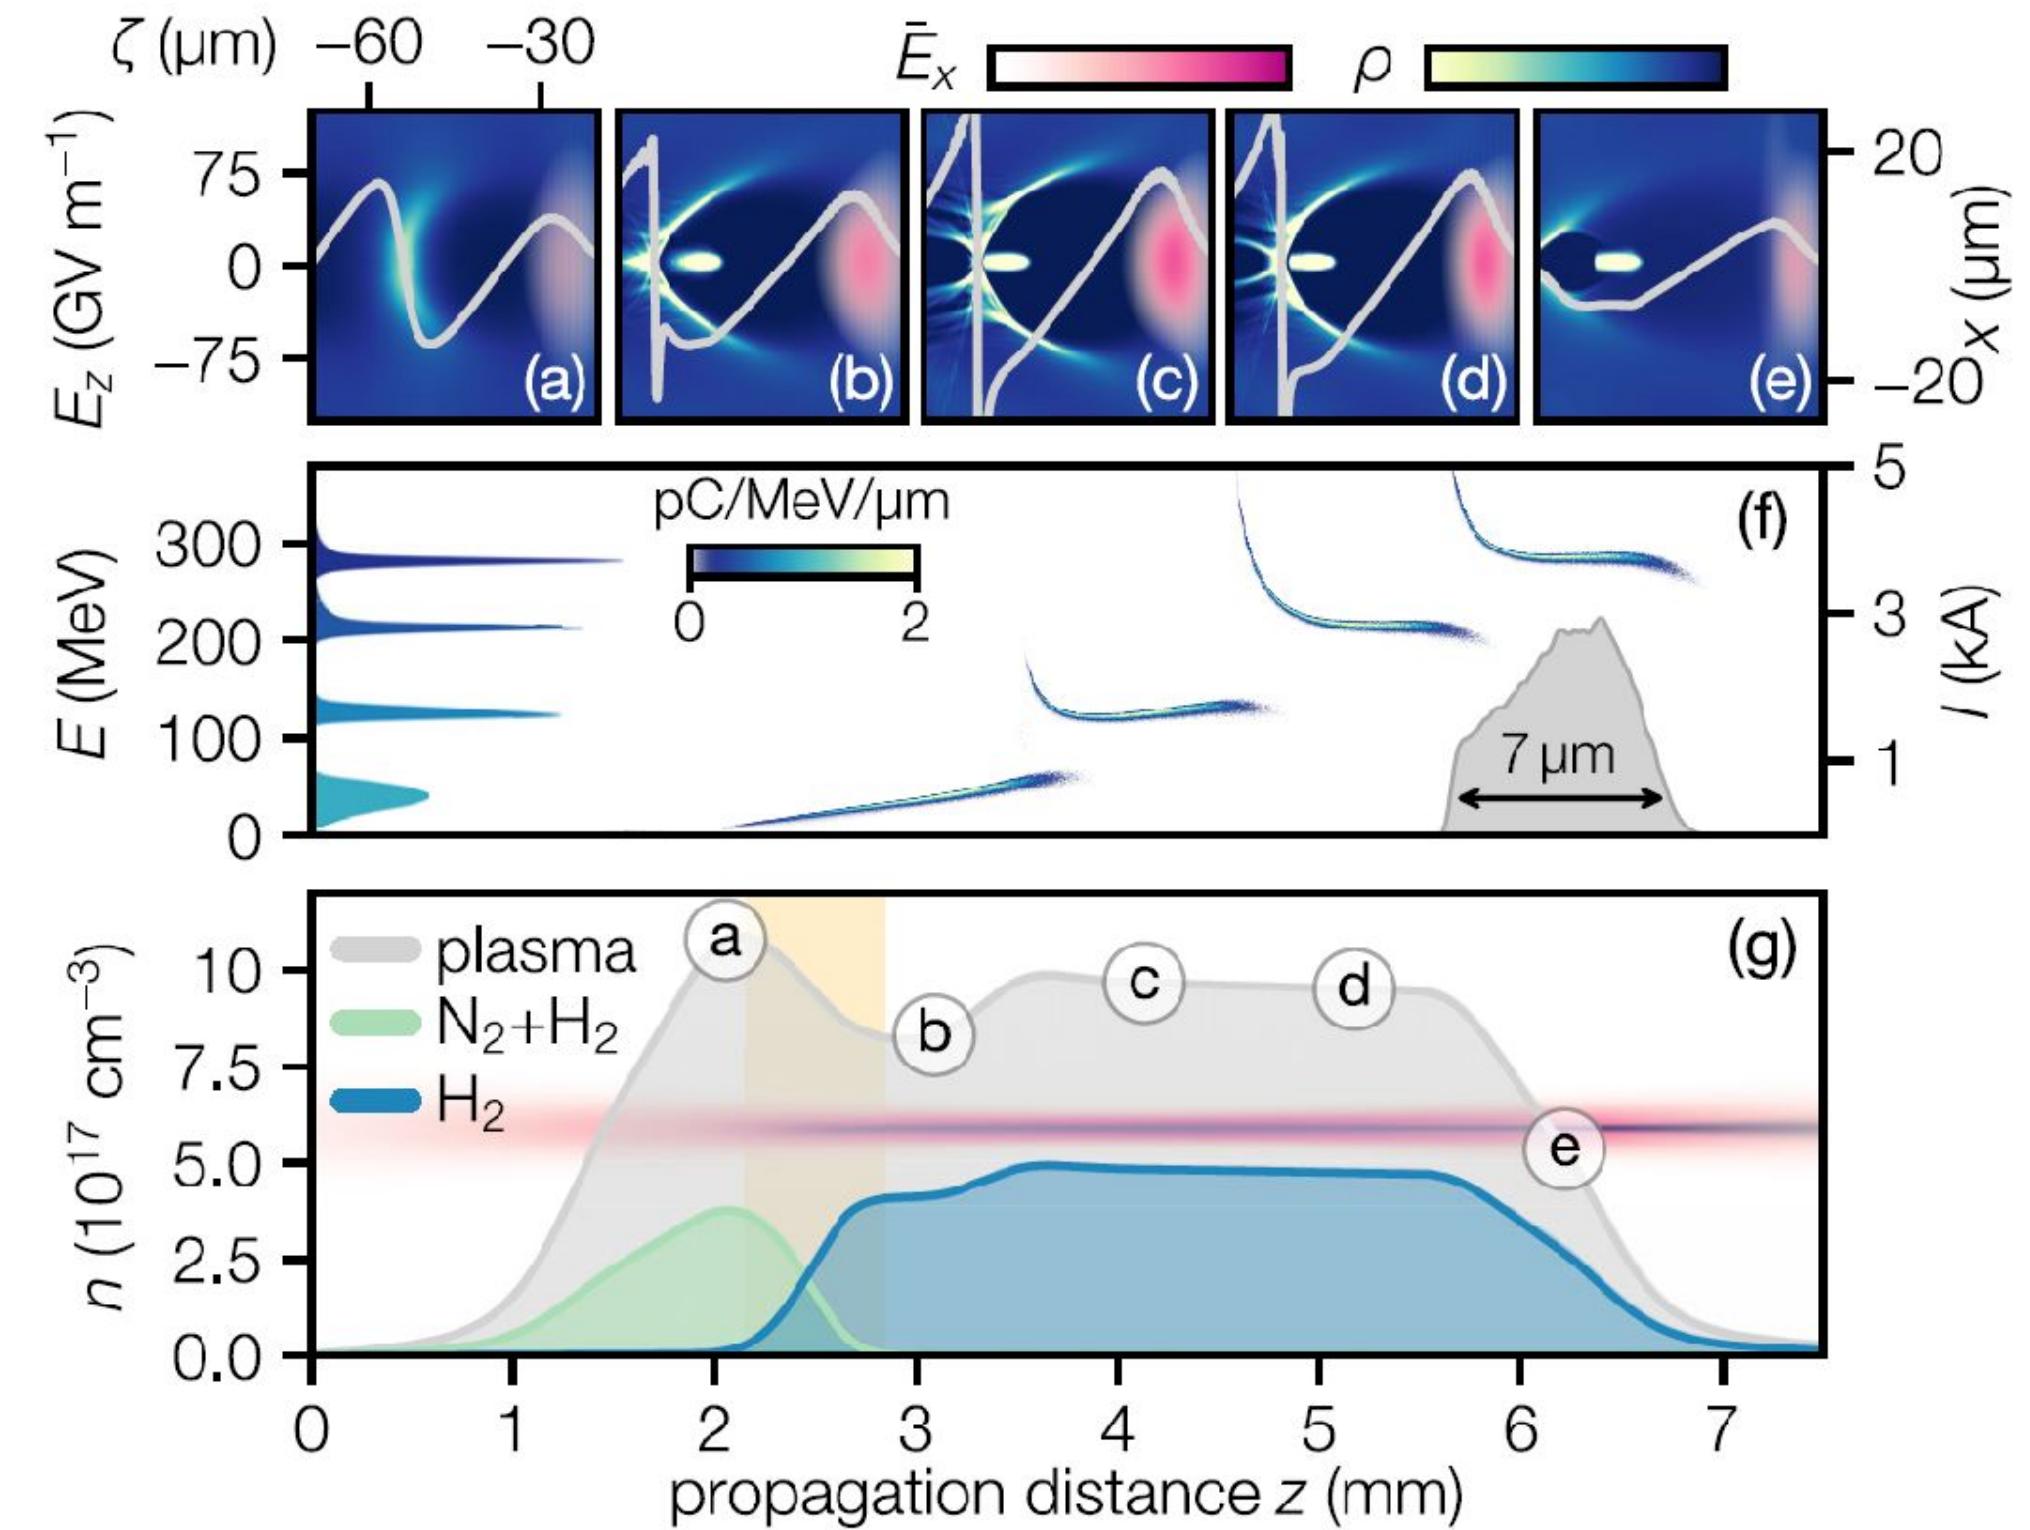 ζ (μm) −60 −30 Ēx ρ
Ez (GV m−1) 75 0 −75
(a) (b) (c) (d) (e)
20 −20 x (μm)
E (MeV) 300 200 100 0
pC/MeV/μm
0 2
(f)
7 μm
5 3 1 I (kA)
n (10^17 cm−3) 10 7.5 5.0 2.5 0.0
plasma
N2+H2
H2
a b c d e
(g)
0 1 2 3 4 5 6 7
propagation distance z (mm)